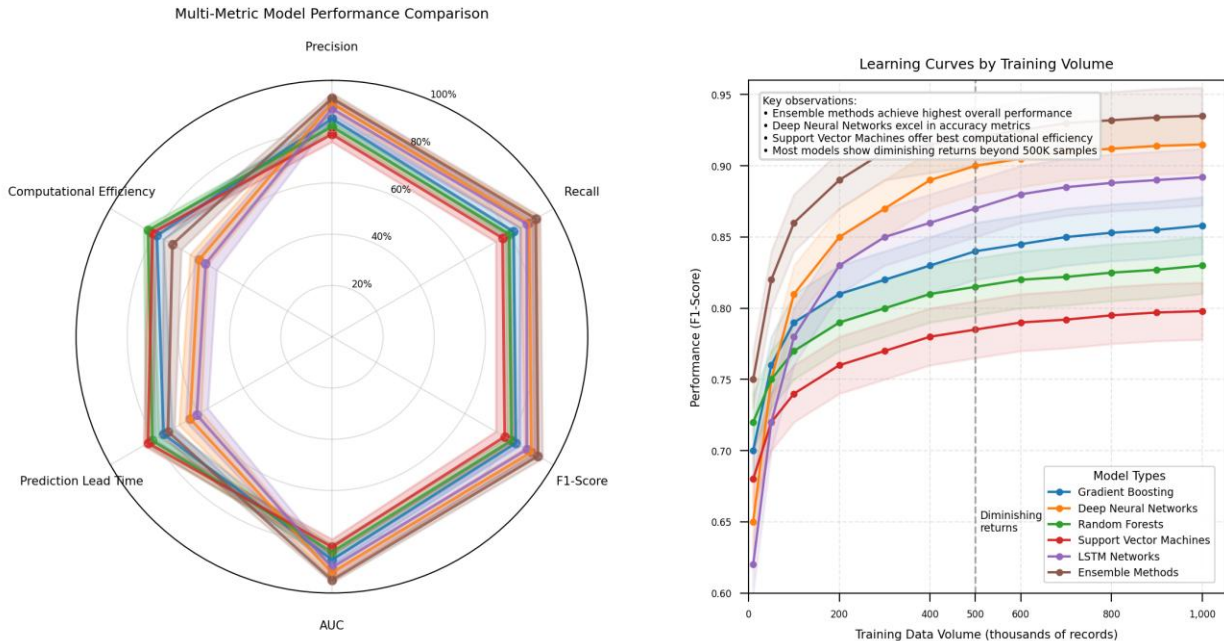 Multi-Metric Model Performance Comparison
Precision
100%
80%
60%
40%
20%
Computational Efficiency
Recall
Prediction Lead Time
F1-Score
AUC
Learning Curves by Training Volume
Key observations:
• Ensemble methods achieve highest overall performance
• Deep Neural Networks excel in accuracy metrics
• Support Vector Machines offer best computational efficiency
• Most models show diminishing returns beyond 500K samples
Performance (F1-Score)
0.95
0.90
0.85
0.80
0.75
0.70
0.65
0.60
Diminishing
returns
Model Types
Gradient Boosting
Deep Neural Networks
Random Forests
Support Vector Machines
LSTM Networks
Ensemble Methods
0
200
400
500
600
800
1,000
Training Data Volume (thousands of records)